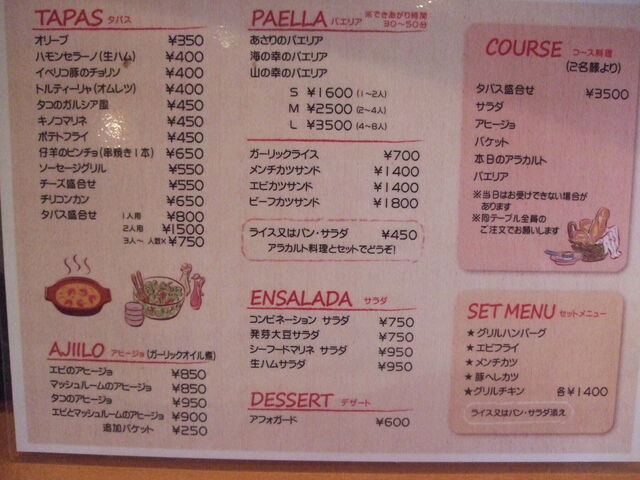 TAPAS タパス
オリーブ ¥350
ハモンセラーノ(生ハム) ¥400
イベリコ豚のチョリソ ¥400
トルティーリャ(オムレツ) ¥400
タコのガルシア風 ¥450
キノコマリネ ¥450
ポテトフライ ¥450
仔羊のピンチョ(串焼き1本) ¥650
ソーセージグリル ¥550
チーズ盛合せ ¥550
チリコンカン ¥650
タパス盛合せ 1人用 ¥800
2人用 ¥1500
3人～ 人数× ¥750
AJIILO アヒージョ(ガーリックオイル煮)
エビのアヒージョ ¥850
マッシュルームのアヒージョ ¥850
タコのアヒージョ ¥950
エビとマッシュルームのアヒージョ ¥900
追加バケット ¥250
PAELLA パエリア ※できあがり時間
30～50分
あさりのパエリア
海の幸のパエリア
山の幸のパエリア
S ¥1600 (1～2人)
M ¥2500 (2～4人)
L ¥3500 (4～8人)
ガーリックライス ¥700
メンチカツサンド ¥1400
エビカツサンド ¥1400
ビーフカツサンド ¥1800
ライス又はパン・サラダ ¥450
アラカルト料理とセットでどうぞ!
ENSALADA サラダ
コンビネーション サラダ ¥750
発芽大豆サラダ ¥750
シーフードマリネ サラダ ¥950
生ハムサラダ ¥950
DESSERT デザート
アフォガード ¥600
COURSE コース料理
(2名様より)
タパス盛合せ ¥3500
サラダ
アヒージョ
バケット
本日のアラカルト
パエリア
※当日はお受けできない場合が
あります
※同テーブル全員の
ご注文でお願いします
SET MENU セットメニュー
★グリルハンバーグ
★エビフライ
★メンチカツ
★豚ヘレカツ
★グリルチキン 各¥1400
ライス又はパン・サラダ添え